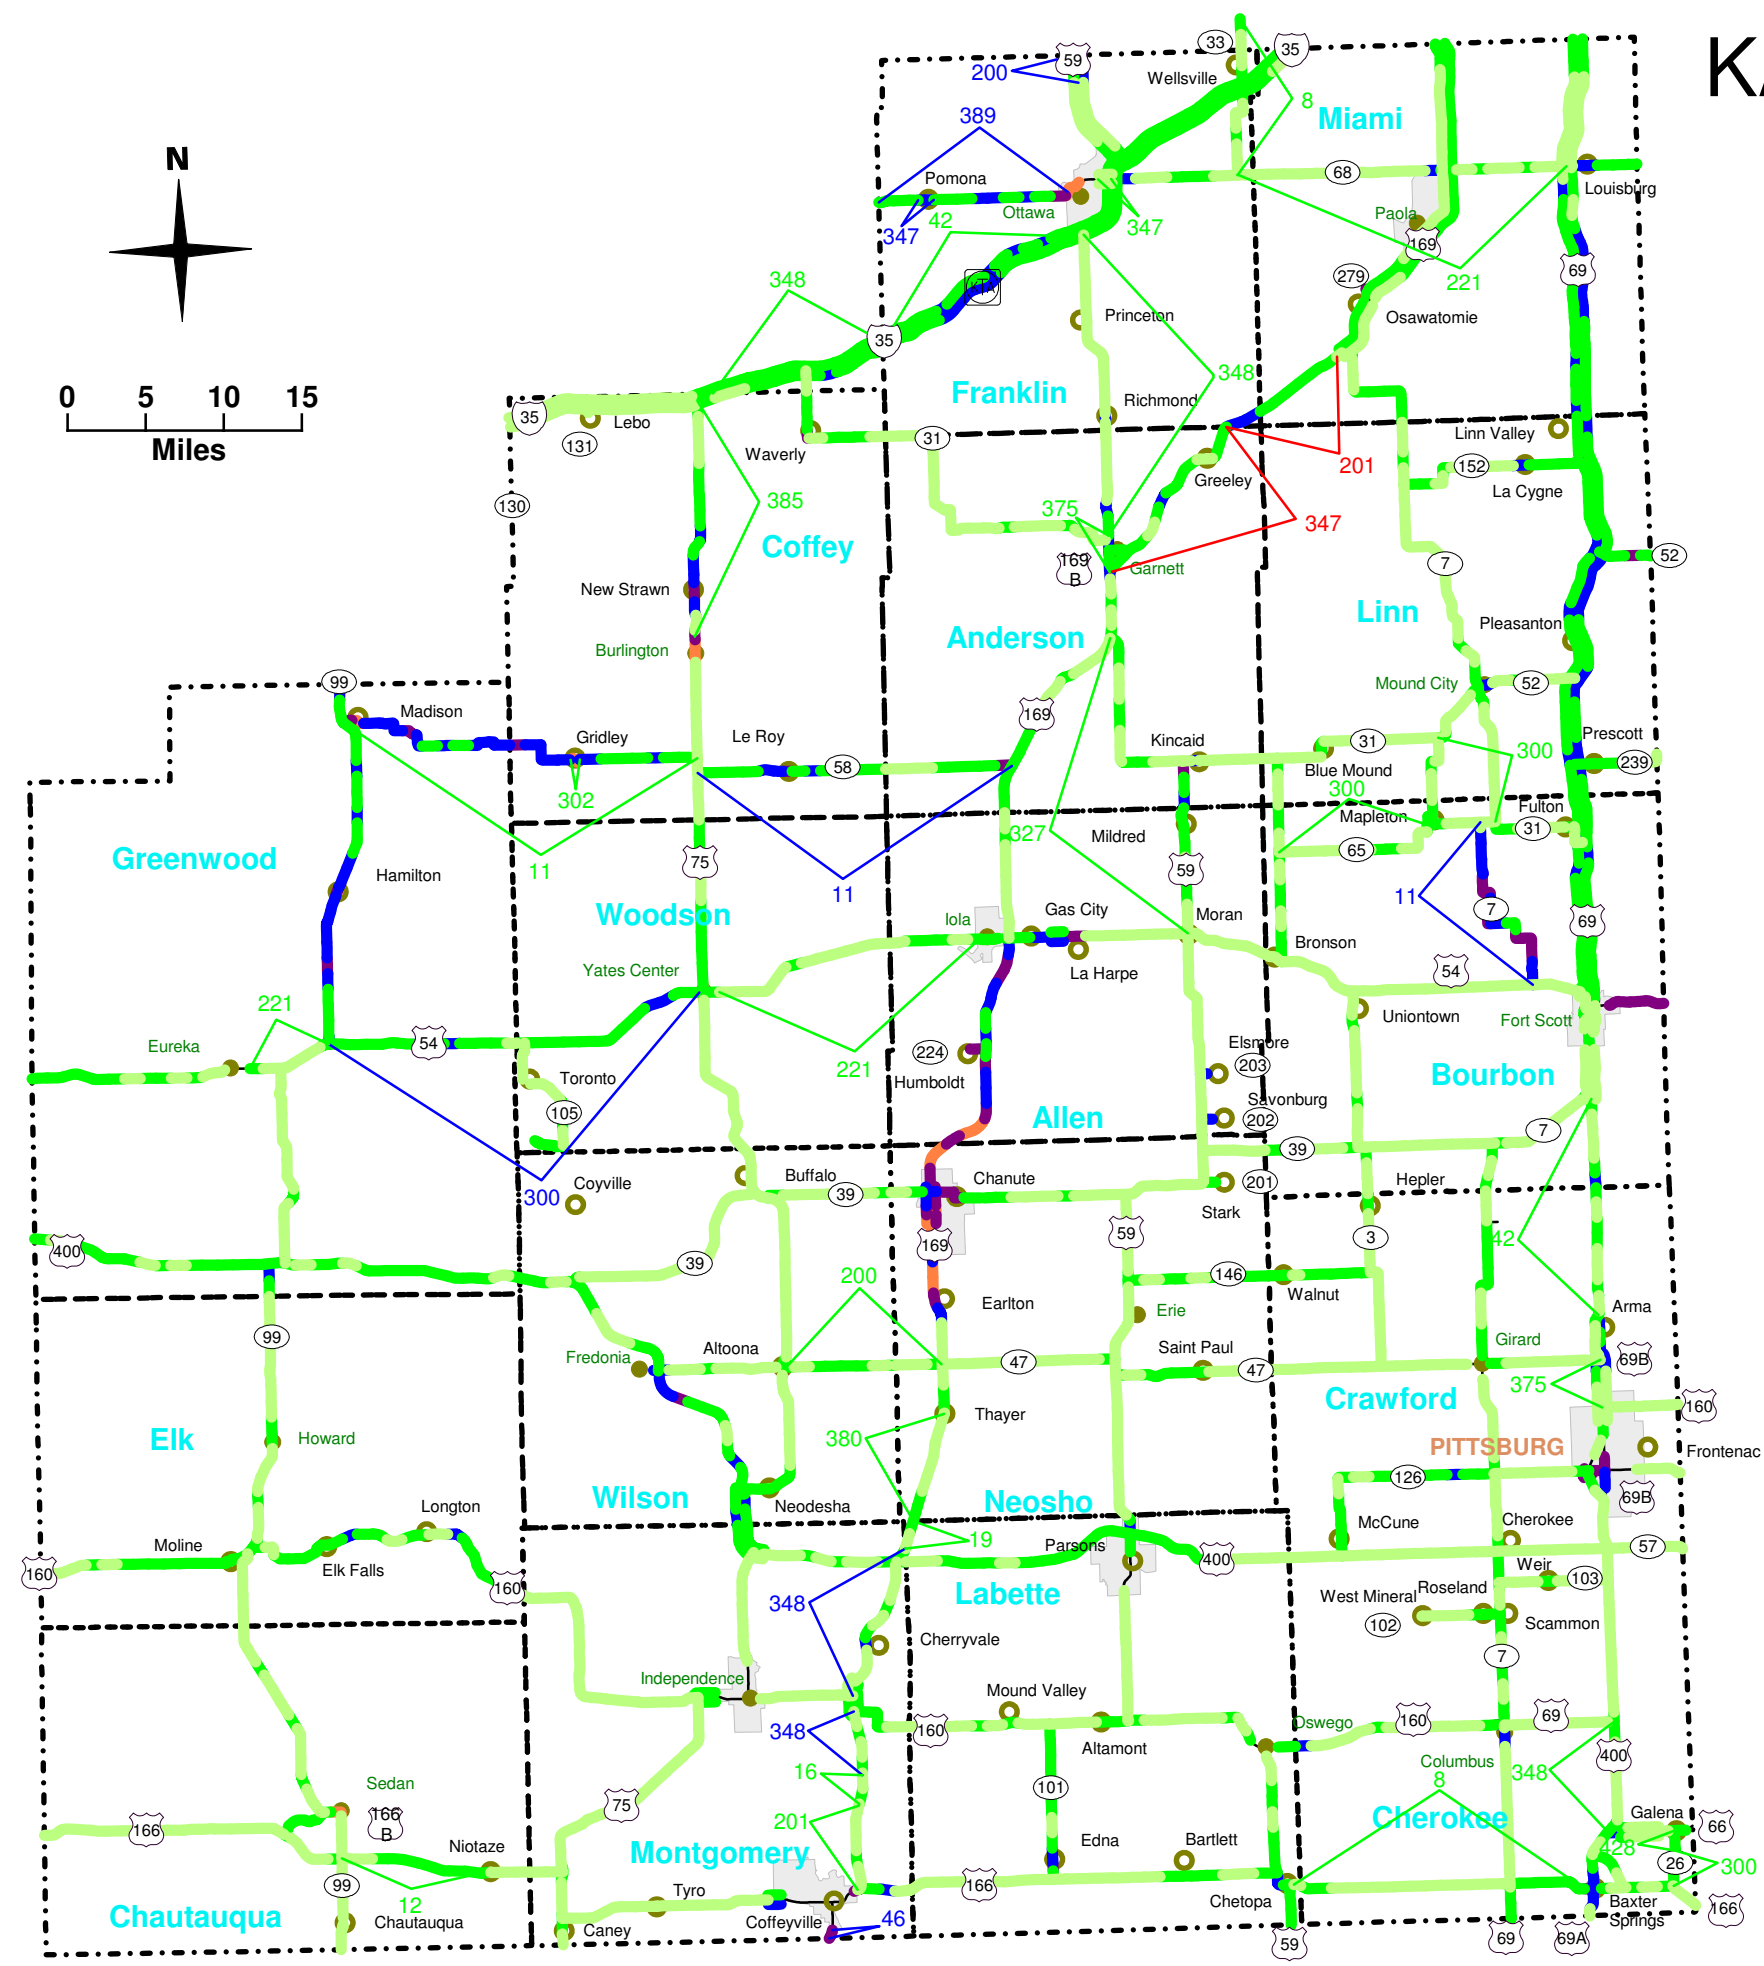 KA
33
35
59
200
Wellsville
8
Miami
389
N
Pomona
68
Louisburg
Ottawa
42
347
347
Paola
169
221
279
69
348
KTA
Princeton
Osawatomie
35
348
0 5 10 15
Miles
Franklin
Richmond
35
Lebo
131
Waverly
31
Linn Valley
201
152
La Cygne
Greeley
130
385
375
347
Coffey
169
B
Garnett
52
7
New Strawn
Linn
Anderson
Pleasanton
Burlington
99
Mound City
52
Madison
169
Gridley
Le Roy
Kincaid
31
Prescott
300
239
58
Blue Mound
302
300
Fulton
Mapleton
31
327
Mildred
65
Greenwood
11
75
59
Hamilton
11
11
7
Woodson
Iola
Gas City
Moran
69
Bronson
La Harpe
54
Yates Center
221
Uniontown
Fort Scott
54
Eureka
224
Elsmore
203
Humboldt
221
Toronto
Bourbon
105
Savonburg
202
Allen
7
39
Buffalo
39
Chanute
Hepler
201
Coyville
300
Stark
400
39
169
59
3
42
200
146
Walnut
Earlton
Erie
Arma
99
Altoona
Saint Paul
Girard
Fredonia
47
47
69B
375
Crawford
160
Thayer
Elk
Howard
380
PITTSBURG
Frontenac
126
Wilson
Neodesha
Neosho
69B
Longton
McCune
Cherokee
Moline
19
Parsons
57
Elk Falls
400
160
160
Weir
103
Labette
West Mineral
Roseland
348
102
Scammon
Cherryvale
7
Independence
Mound Valley
160
69
348
160
Oswego
Altamont
400
Columbus
16
348
8
Sedan
101
75
166
B
166
201
Cherokee
Galena
66
Niotaze
Montgomery
Edna
Bartlett
428
26
300
99
12
Tyro
166
Chetopa
Baxter
Springs
166
Chautauqua
Chautauqua
Caney
Coffeyville
46
59
69
69A